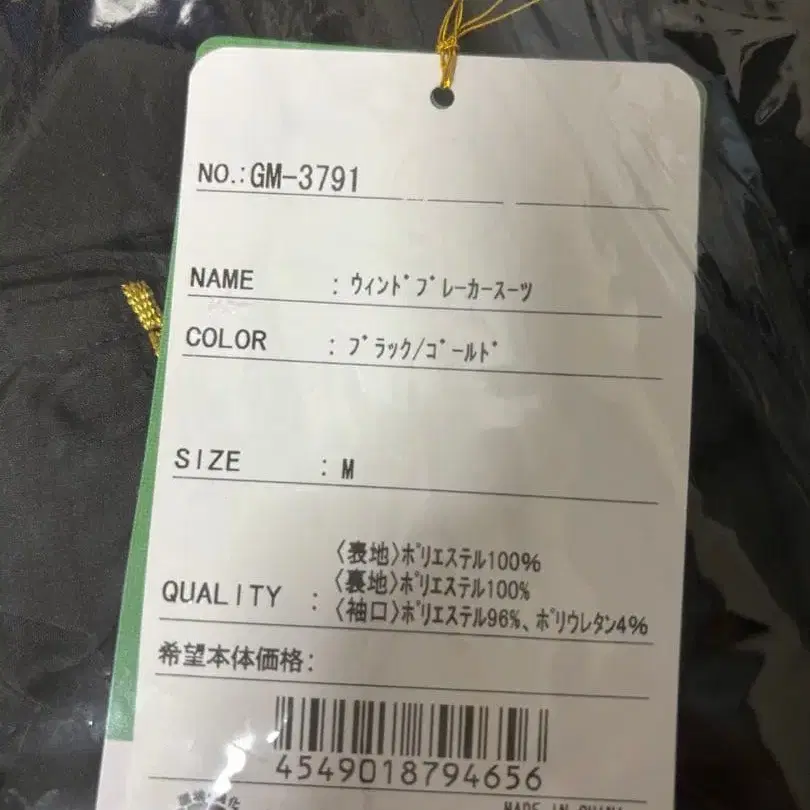 NO.:GM-3791
NAME : ウィンドブレーカースーツ
COLOR : ブラック/ゴールド
SIZE : M
〈表地〉ポリエステル100%
〈裏地〉ポリエステル100%
QUALITY : 〈袖口〉ポリエステル96%、ポリウレタン4%
希望本体価格:
4549018794656
MADE IN